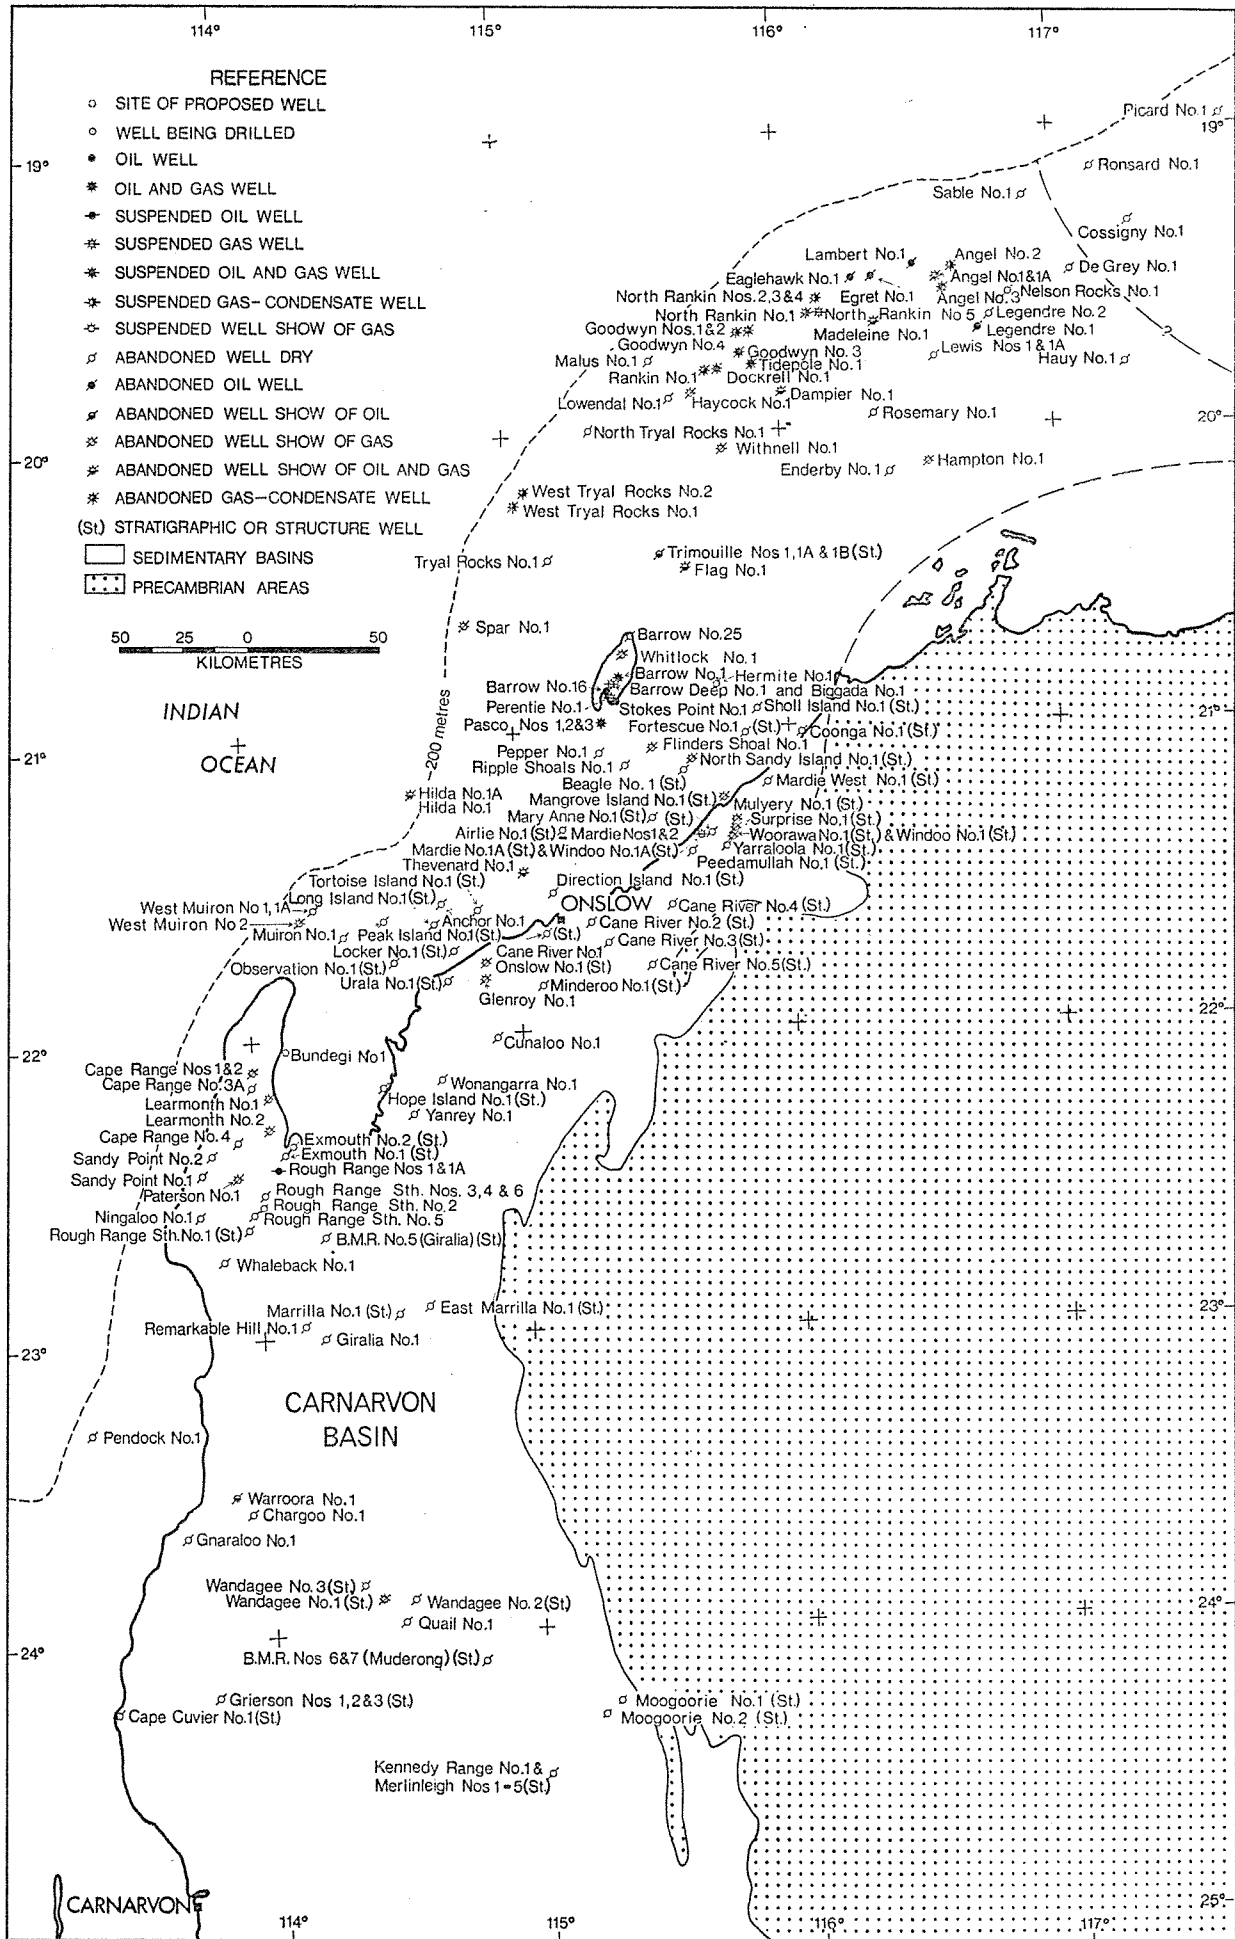 114°
115°
116°
117°
REFERENCE
SITE OF PROPOSED WELL
WELL BEING DRILLED
OIL WELL
OIL AND GAS WELL
SUSPENDED OIL WELL
SUSPENDED GAS WELL
SUSPENDED OIL AND GAS WELL
SUSPENDED GAS-CONDENSATE WELL
SUSPENDED WELL SHOW OF GAS
ABANDONED WELL DRY
ABANDONED OIL WELL
ABANDONED WELL SHOW OF OIL
ABANDONED WELL SHOW OF GAS
ABANDONED WELL SHOW OF OIL AND GAS
ABANDONED GAS-CONDENSATE WELL
(St.) STRATIGRAPHIC OR STRUCTURE WELL
SEDIMENTARY BASINS
PRECAMBRIAN AREAS
50 25 0 50
KILOMETRES
Picard No.1
19°
19°
Ronsard No.1
Sable No.1
Cossigny No.1
Lambert No.1
Angel No.2
Eaglehawk No.1
Angel No.1&1A
De Grey No.1
North Rankin Nos.2,3&4
Egret No.1
Angel No.3
Nelson Rocks No.1
North Rankin No.1
North Rankin No 5
Legendre No.2
Goodwyn Nos.1&2
Madeleine No.1
Legendre No.1
?
Goodwyn No.4
Goodwyn No.3
Lewis Nos 1&1A
Malus No.1
Tidepole No.1
Hauy No.1
Rankin No.1
Dockrell No.1
Lowendal No.1
Haycock No.1
Dampier No.1
Rosemary No.1
20°
North Tryal Rocks No.1
Withnell No.1
20°
Enderby No.1
Hampton No.1
West Tryal Rocks No.2
West Tryal Rocks No.1
Tryal Rocks No.1
Trimouille Nos 1,1A & 1B (St.)
Flag No.1
Spar No.1
Barrow No.25
Whitlock No.1
Barrow No.1
Hermite No.1
Barrow No.16
Barrow Deep No.1 and Biggada No.1
Perentie No.1
Stokes Point No.1
Sholl Island No.1 (St.)
INDIAN
OCEAN
200 metres
Pasco Nos 1,2&3
Fortescue No.1 (St.)
21°
Coonga No.1 (St.)
Flinders Shoal No.1
Pepper No.1
North Sandy Island No.1 (St.)
21°
Ripple Shoals No.1
Beagle No.1 (St.)
Mardie West No.1 (St.)
Hilda No.1A
Hilda No.1
Mangrove Island No.1 (St.)
Mulyery No.1 (St.)
Mary Anne No.1 (St.)
(St.)
Surprise No.1 (St.)
Airlie No.1 (St.)
Mardie Nos1&2
Woorawa No.1 (St.) & Windoo No.1 (St.)
Mardie No.1A (St.) & Windoo No.1A (St.)
Yarraloola No.1 (St.)
Thevenard No.1
Peedamullah No.1 (St.)
Tortoise Island No.1 (St.)
Direction Island No.1 (St.)
Long Island No.1 (St.)
ONSLOW
Cane River No.4 (St.)
West Muiron No 1,1A
West Muiron No 2
Anchor No.1
Cane River No.2 (St.)
Muiron No.1
Peak Island No.1 (St.)
(St.)
Cane River No.3 (St.)
Locker No.1 (St.)
Cane River No.1
Observation No.1 (St.)
Onslow No.1 (St)
Cane River No.5 (St.)
Urala No.1 (St.)
Minderoo No.1 (St.)
Glenroy No.1
22°
Cunaloo No.1
22°
Bundegi No1
Cape Range Nos 1&2
Cape Range No.3A
Wonangarra No.1
Learmonth No.1
Hope Island No.1 (St.)
Learmonth No.2
Yanrey No.1
Cape Range No.4
Exmouth No.2 (St.)
Sandy Point No.2
Exmouth No.1 (St.)
Rough Range Nos 1&1A
Sandy Point No.1
Paterson No.1
Rough Range Sth. Nos. 3,4 & 6
Rough Range Sth. No.2
Ningaloo No.1
Rough Range Sth. No.5
Rough Range Sth.No.1 (St)
B.M.R. No.5 (Giralia) (St.)
Whaleback No.1
Marrilla No.1 (St.)
East Marrilla No.1 (St.)
23°
Remarkable Hill No.1
Giralia No.1
23°
CARNARVON
BASIN
Pendock No.1
Warroora No.1
Chargoo No.1
Gnaraloo No.1
Wandagee No.3 (St)
Wandagee No.1 (St.)
Wandagee No.2 (St)
24°
Quail No.1
24°
B.M.R. Nos 6&7 (Muderong) (St)
Grierson Nos 1,2&3 (St.)
Moogoorie No.1 (St.)
Cape Cuvier No.1 (St.)
Moogoorie No.2 (St.)
Kennedy Range No.1 &
Merlinleigh Nos 1-5 (St.)
CARNARVON
25°
114°
115°
116°
117°